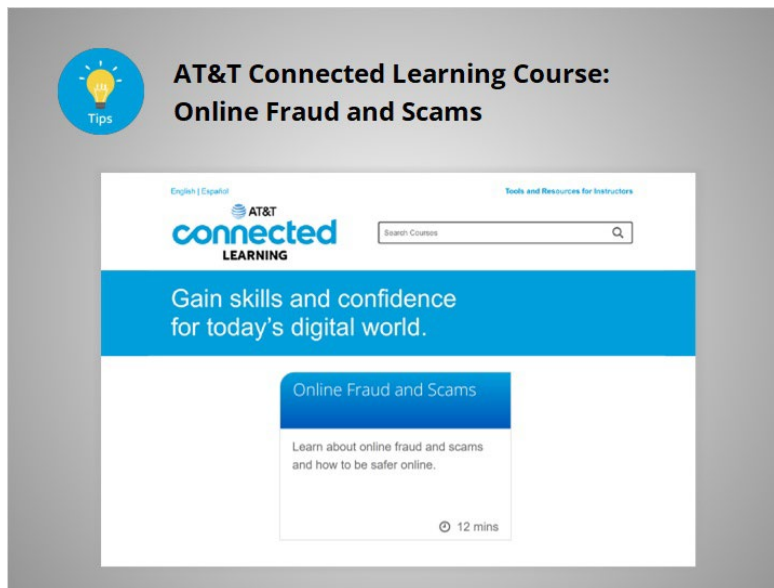 Tips
AT&T Connected Learning Course:
Online Fraud and Scams
English | Español
Tools and Resources for Instructors
AT&T
connected
LEARNING
Search Courses
Gain skills and confidence
for today's digital world.
Online Fraud and Scams
Learn about online fraud and scams
and how to be safer online.
12 mins